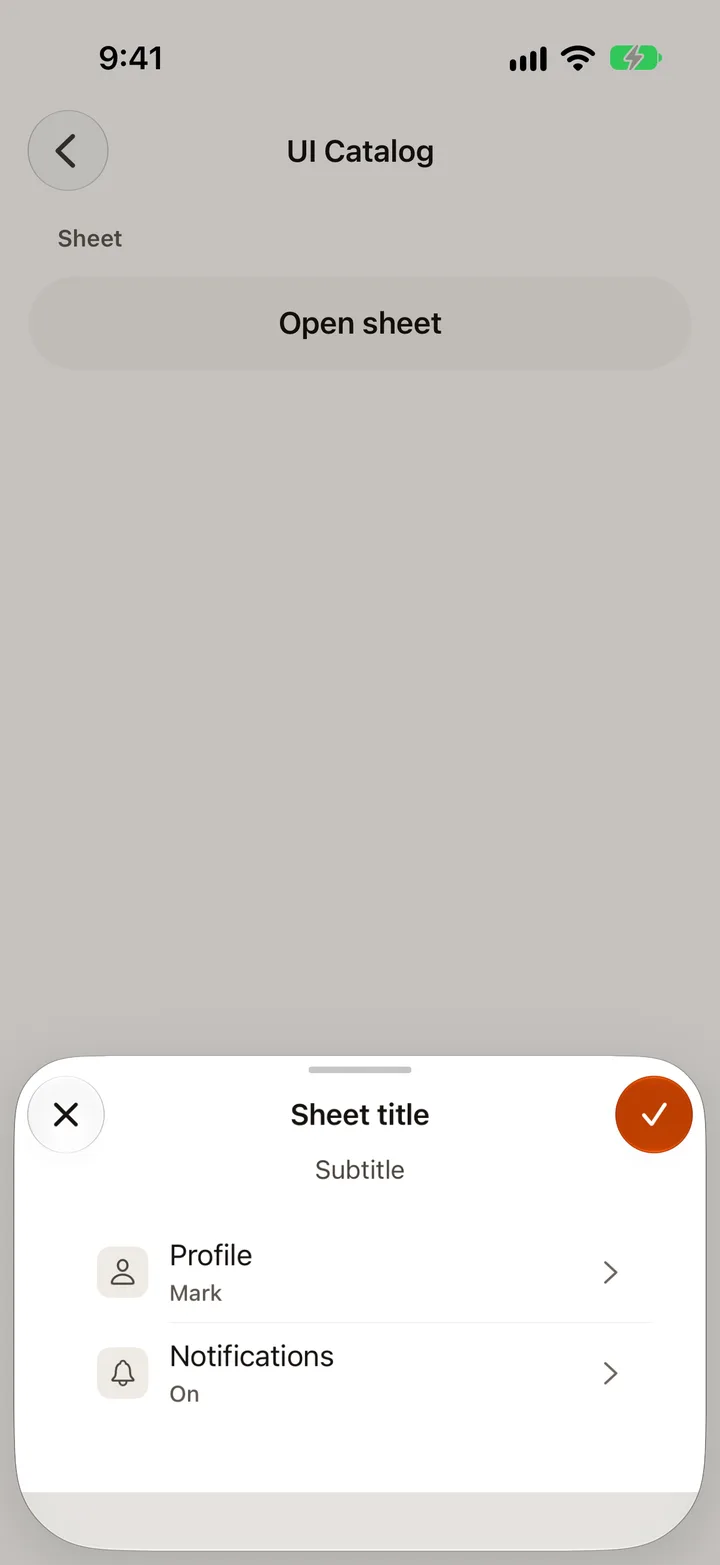 9:41
UI Catalog
Sheet
Open sheet
Sheet title
Subtitle
Profile
Mark
Notifications
On